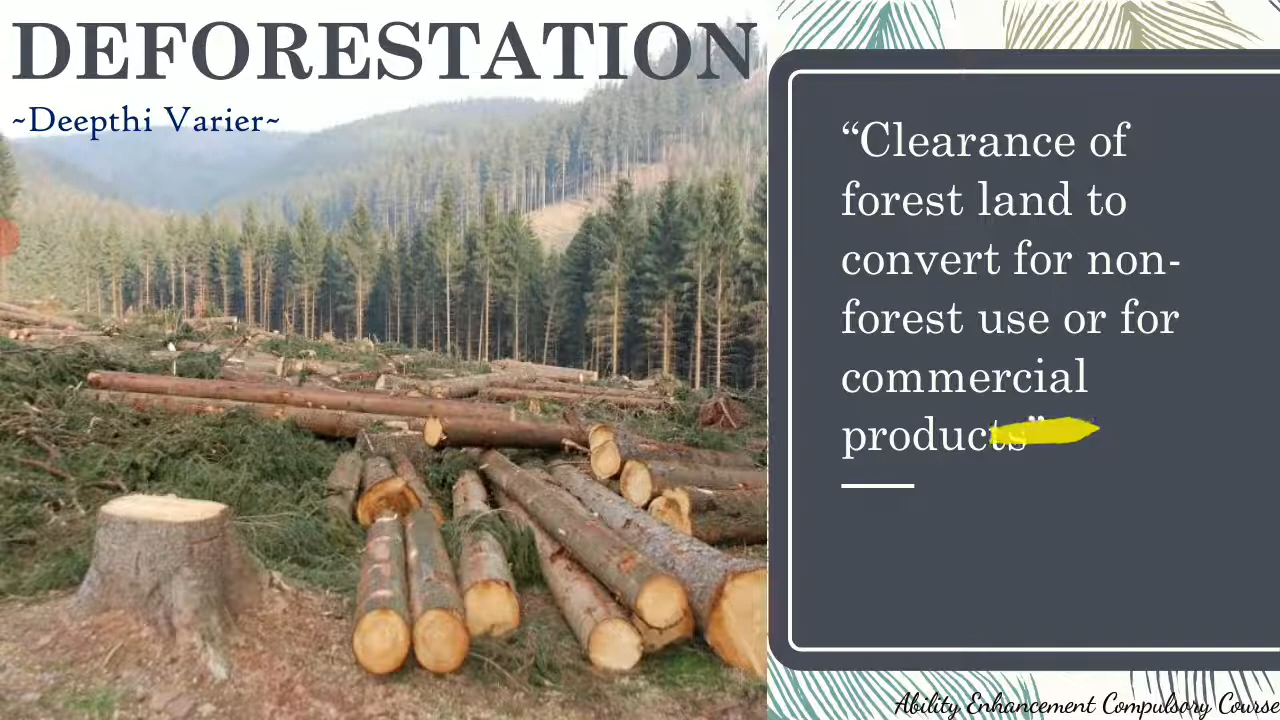 DEFORESTATION
~Deepthi Varier~
“Clearance of
forest land to
convert for non-
forest use or for
commercial
products”
Ability Enhancement Compulsory Course